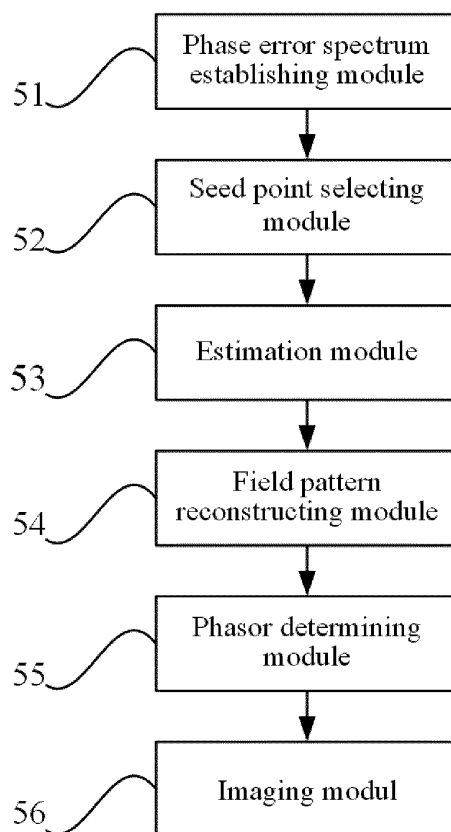 Phase error spectrum
establishing module
51
Seed point selecting
module
52
Estimation module
53
Field pattern
reconstructing module
54
Phasor determining
module
55
Imaging modul
56